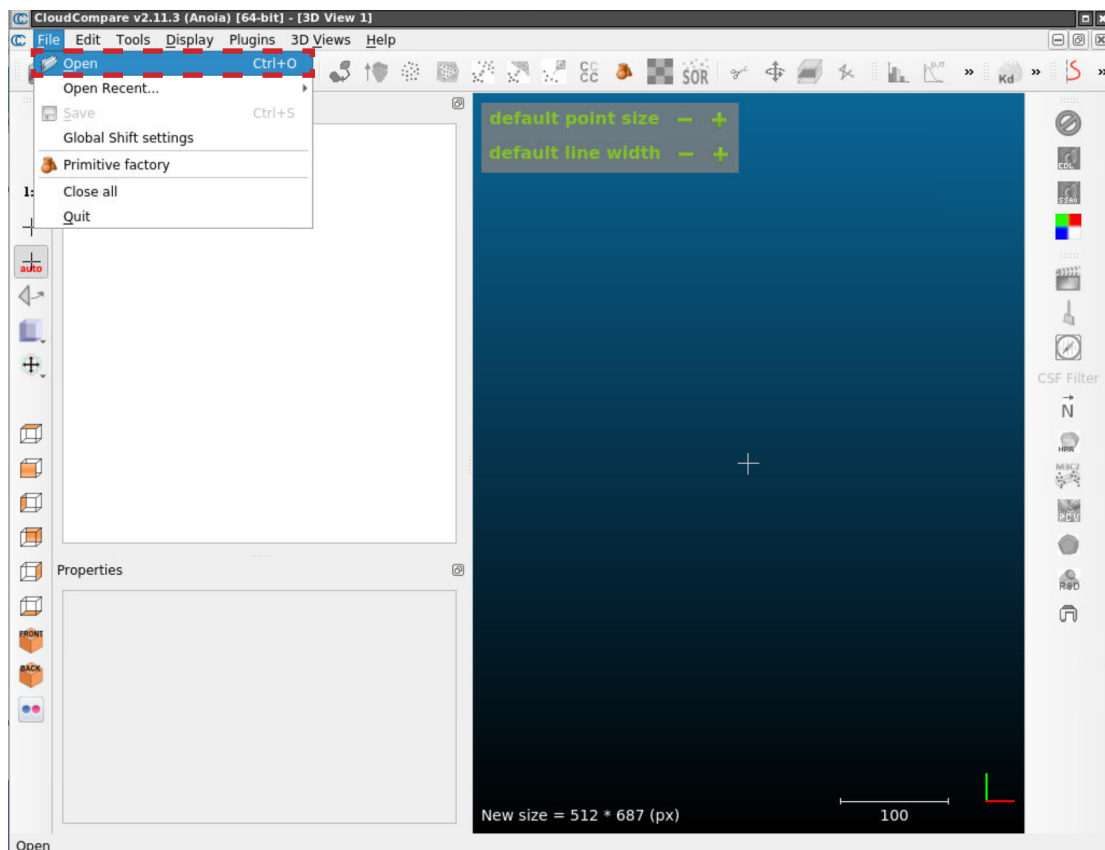 CloudCompare v2.11.3 (Anoia) [64-bit] - [3D View 1]
File Edit Tools Display Plugins 3D Views Help
Open Ctrl+O
Open Recent...
Save Ctrl+S
Global Shift settings
Primitive factory
Close all
Quit
CC
CC
SOR
Kd
»
»
»
default point size − +
default line width − +
1:
auto
EDL
SSAO
CSF Filter
N
HPR
M3C2
PCV
RSD
Properties
FRONT
BACK
New size = 512 * 687 (px)
100
Open